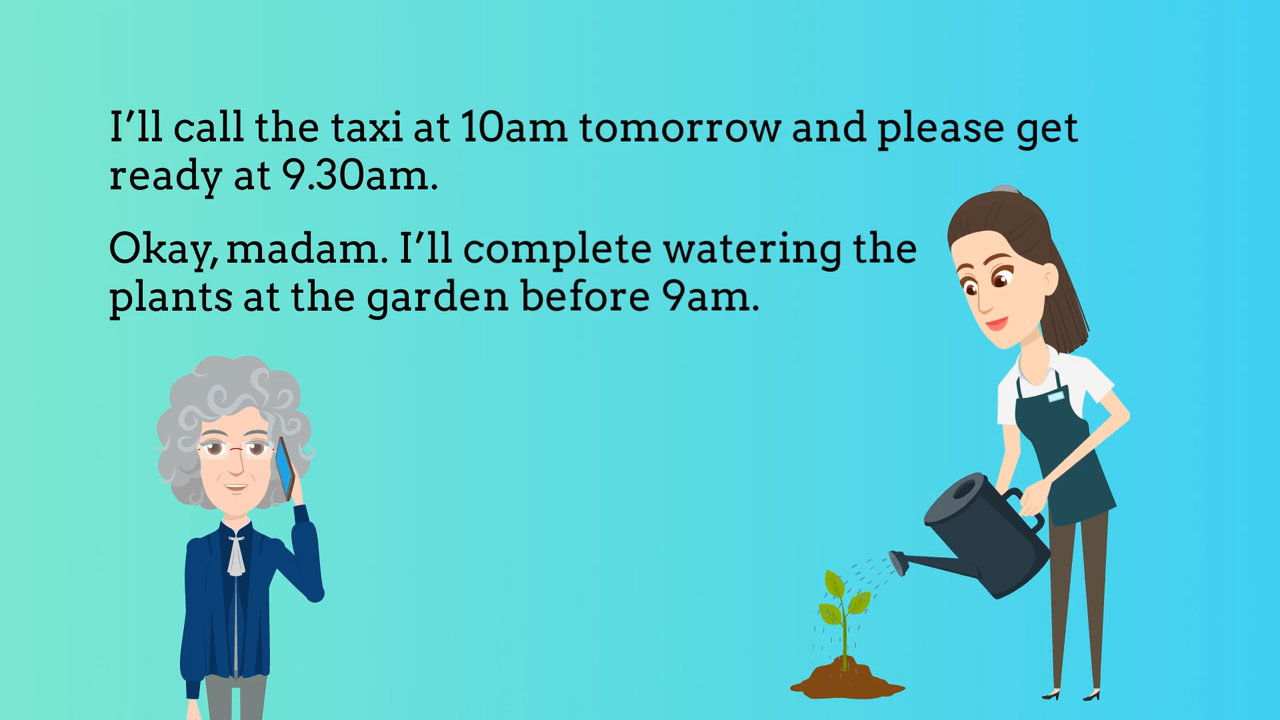 I’ll call the taxi at 10am tomorrow and please get
ready at 9.30am.
Okay, madam. I’ll complete watering the
plants at the garden before 9am.